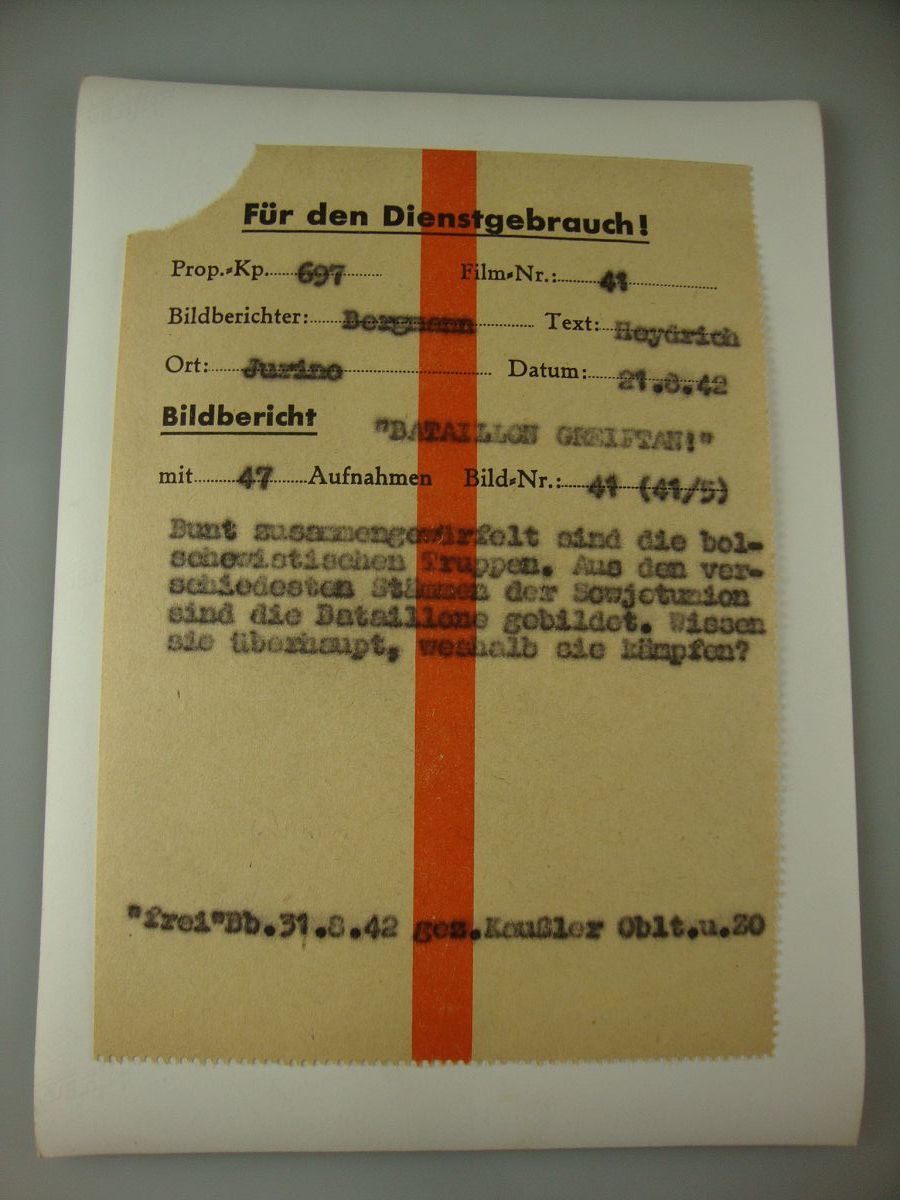 Für den Dienstgebrauch!
Prop.-Kp. 697 Film-Nr.: 41
Bildberichter: Bergmann Text: Heydrich
Ort: Jurino Datum: 21.8.42
Bildbericht "BATAILLON GREIFTAN!"
mit 47 Aufnahmen Bild-Nr.: 41 (41/5)
Bunt zusammengewürfelt sind die bol-
schewistischen Truppen. Aus den ver-
schiedesten Stämmen der Sowjetunion
sind die Bataillone gebildet. Wissen
sie überhaupt, weshalb sie kämpfen?
"frei"Bb.31.8.42 gez.Kaußler Oblt.u.ZO